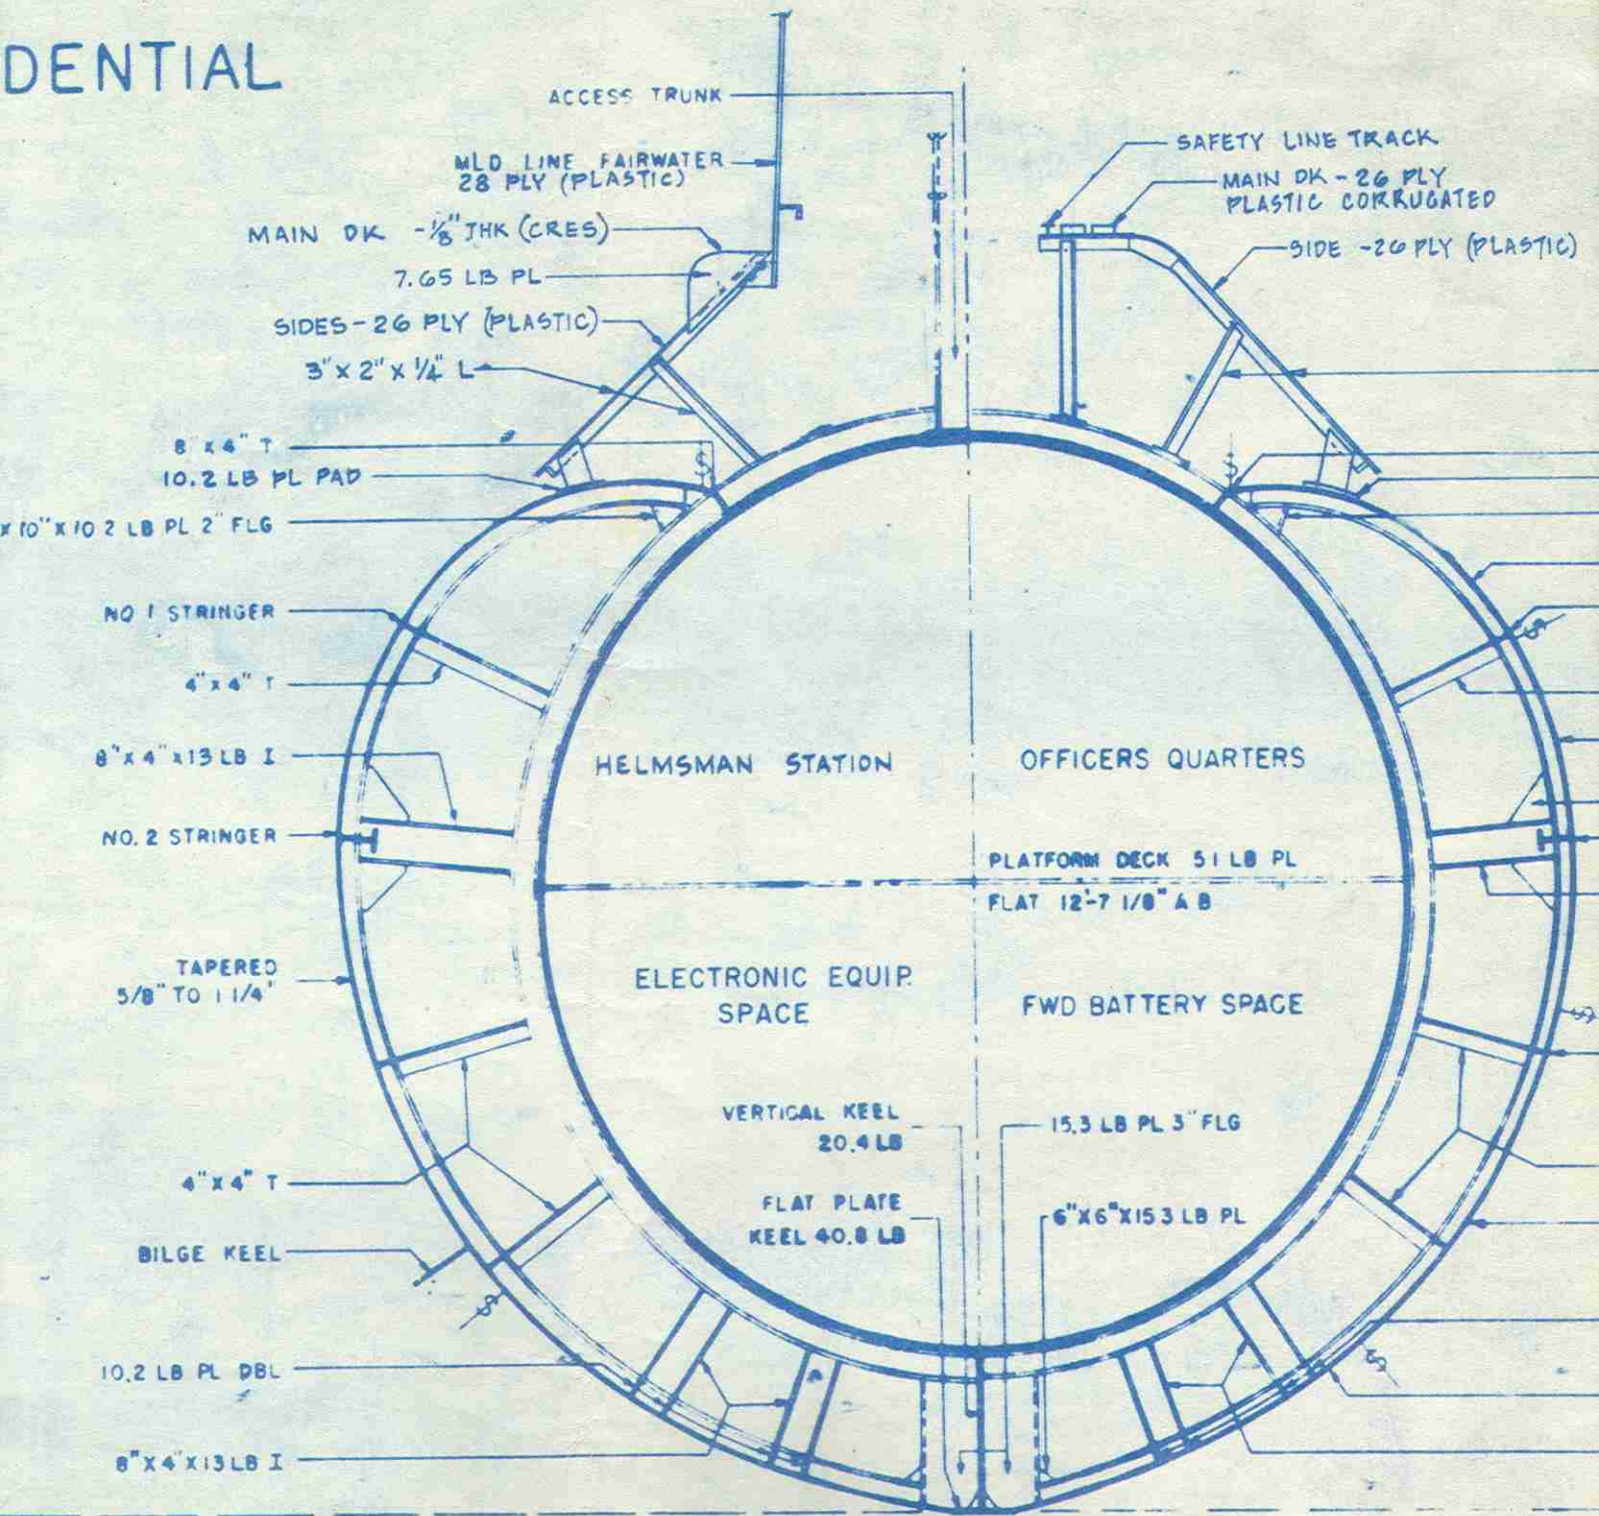 DENTIAL
ACCESS TRUNK
MLD LINE FAIRWATER
28 PLY (PLASTIC)
MAIN DK - 1/8" THK (CRES)
7.65 LB PL
SIDES - 26 PLY (PLASTIC)
3" X 2" X 1/4" L
8 X 4" T
10.2 LB PL PAD
X 10" X 10 2 LB PL 2" FLG
NO 1 STRINGER
4" X 4" T
8" X 4" X 13 LB I
NO. 2 STRINGER
TAPERED
5/8" TO 1 1/4"
4" X 4" T
BILGE KEEL
10.2 LB PL DBL
8" X 4" X 13 LB I
SAFETY LINE TRACK
MAIN DK - 26 PLY
PLASTIC CORRUGATED
SIDE - 26 PLY (PLASTIC)
HELMSMAN STATION
OFFICERS QUARTERS
PLATFORM DECK 5 1 LB PL
FLAT 12'-7 1/8" A B
ELECTRONIC EQUIP.
SPACE
FWD BATTERY SPACE
VERTICAL KEEL
20.4 LB
15.3 LB PL 3" FLG
FLAT PLATE
KEEL 40.8 LB
6" X 6" X 15 3 LB PL